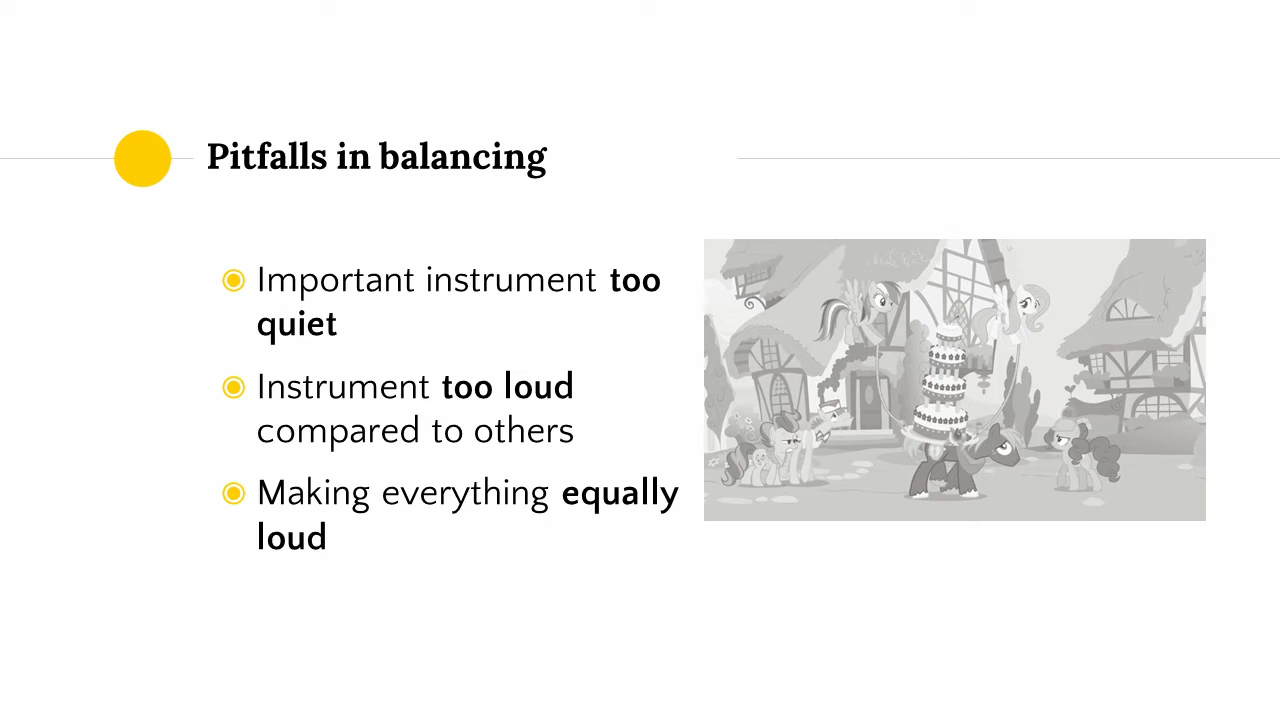 Pitfalls in balancing
Important instrument too
quiet
Instrument too loud
compared to others
Making everything equally
loud